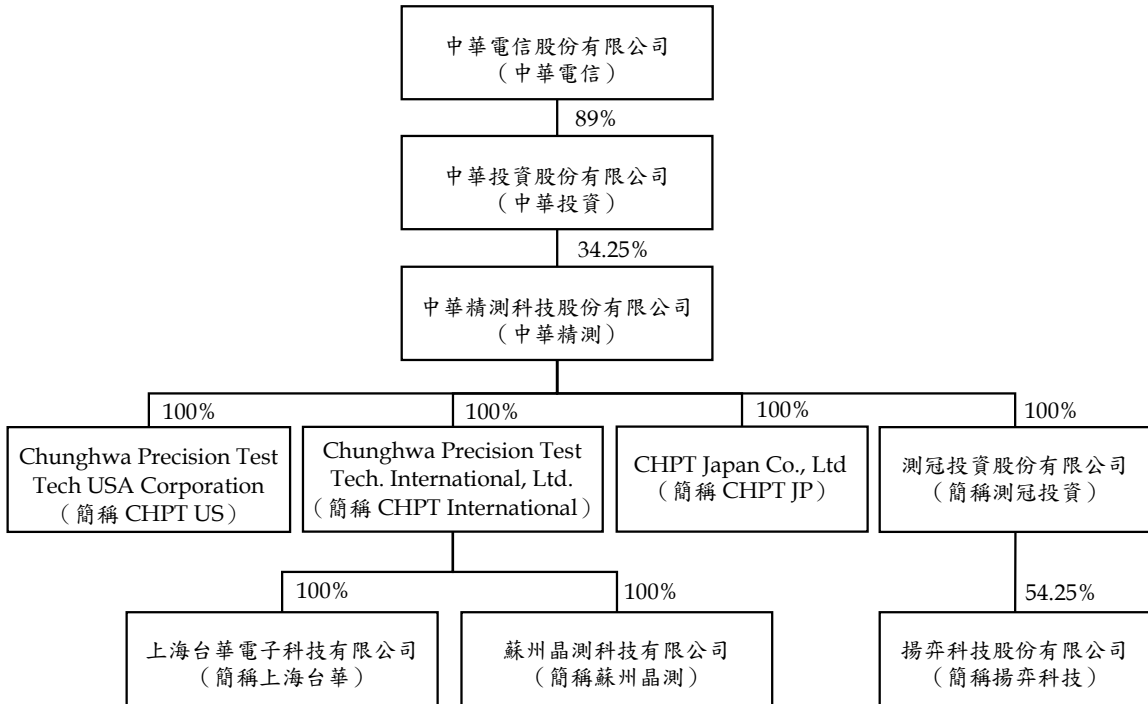 中華電信股份有限公司
（中華電信）
89%
中華投資股份有限公司
（中華投資）
34.25%
中華精測科技股份有限公司
（中華精測）
100%
100%
100%
100%
Chunghwa Precision Test
Tech USA Corporation
（簡稱 CHPT US）
Chunghwa Precision Test
Tech. International, Ltd.
（簡稱 CHPT International）
CHPT Japan Co., Ltd
（簡稱 CHPT JP）
測冠投資股份有限公司
（簡稱測冠投資）
100%
100%
54.25%
上海台華電子科技有限公司
（簡稱上海台華）
蘇州晶測科技有限公司
（簡稱蘇州晶測）
揚弈科技股份有限公司
（簡稱揚弈科技）